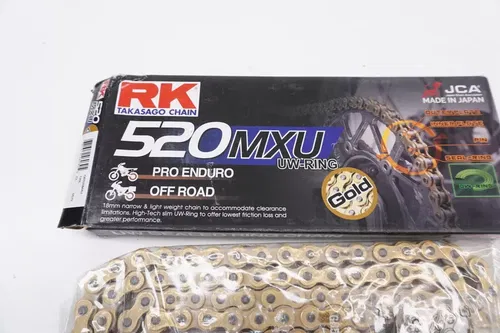 RK
TAKASAGO CHAIN
JCA
MADE IN JAPAN
520MXU
UW-RING
PRO ENDURO
OFF ROAD
Gold
18mm narrow & light weight chain to accommodate clearance
limitations. High-Tech slim UW-Ring to offer lowest friction loss and
greater performance.
520